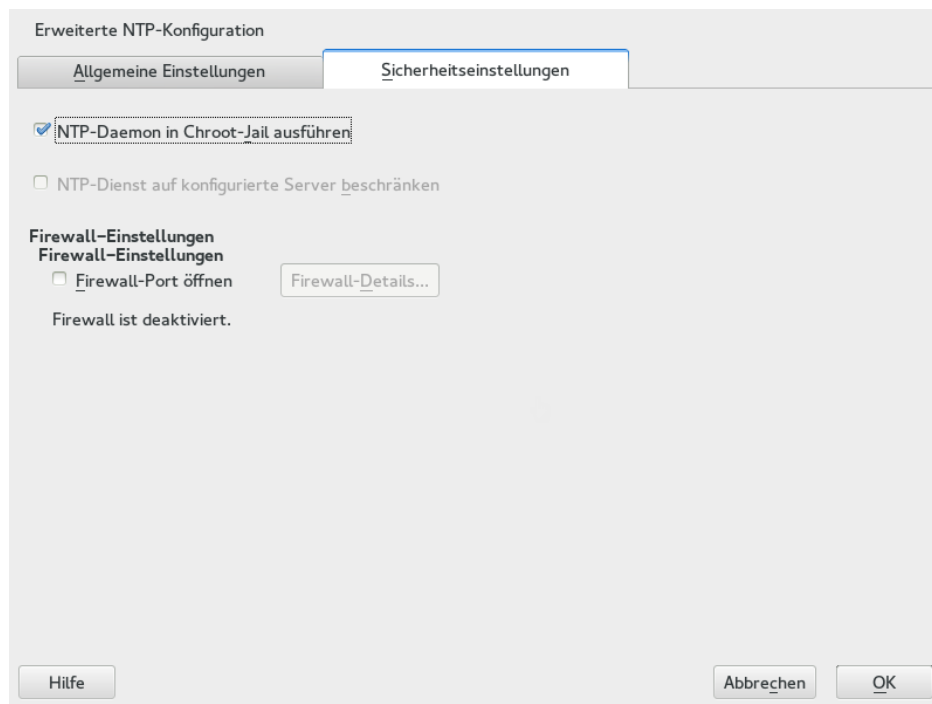 Erweiterte NTP-Konfiguration
Allgemeine Einstellungen Sicherheitseinstellungen
NTP-Daemon in Chroot-Jail ausführen
NTP-Dienst auf konfigurierte Server beschränken
Firewall-Einstellungen
Firewall-Einstellungen
Firewall-Port öffnen Firewall-Details...
Firewall ist deaktiviert.
Hilfe Abbrechen OK